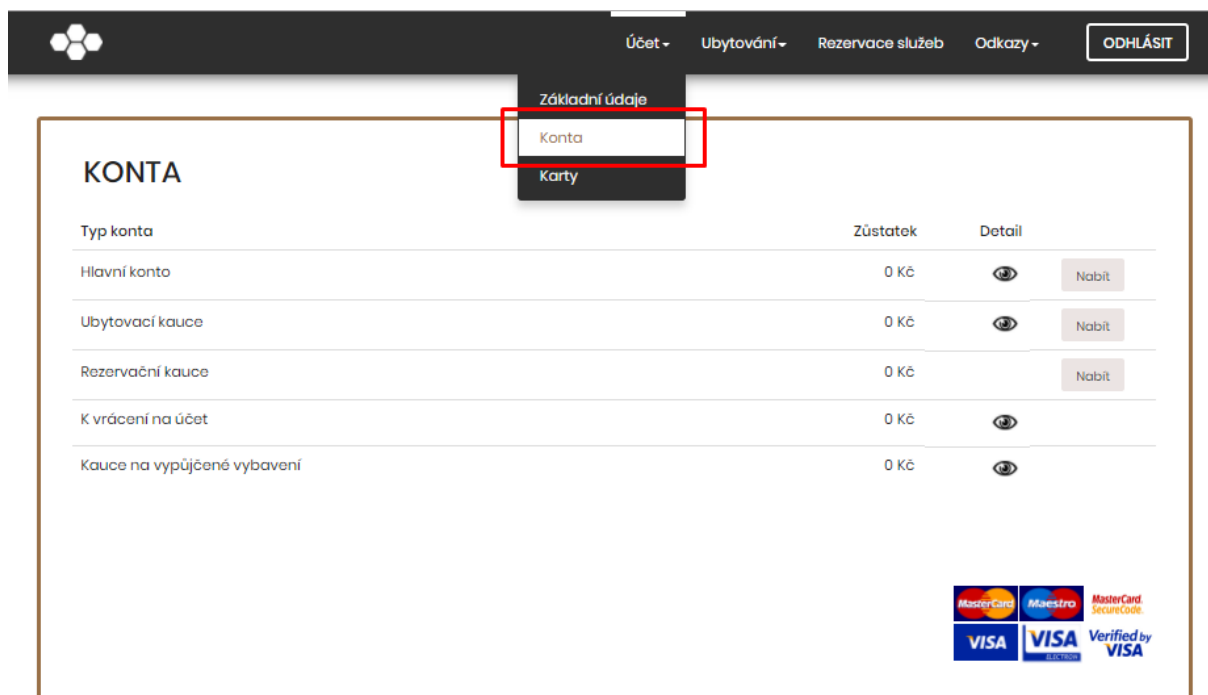 Účet Ubytování Rezervace služeb Odkazy ODHLÁSIT
Základní údaje
Konta
Karty
KONTA
Typ konta Zůstatek Detail
Hlavní konto 0 Kč Nabít
Ubytovací kauce 0 Kč Nabít
Rezervační kauce 0 Kč Nabít
K vrácení na účet 0 Kč
Kauce na vypůjčené vybavení 0 Kč
MasterCard Maestro MasterCard.
SecureCode.
VISA VISA Verified by
ELECTRON VISA